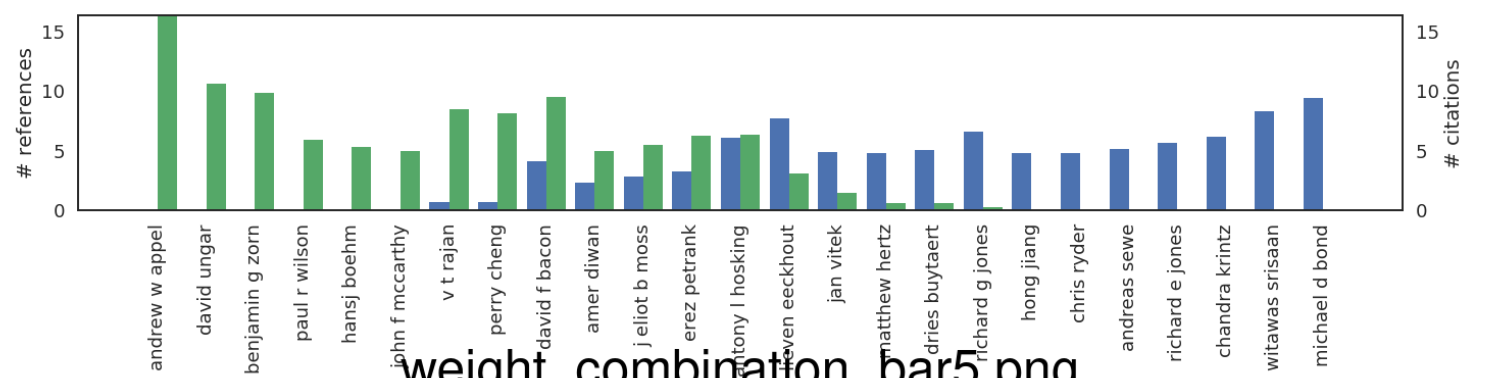 15
10
5
0
# references
15
10
5
0
# citations
andrew w appel
david ungar
benjamin g zorn
paul r wilson
hansj boehm
john f mccarthy
v t rajan
perry cheng
david f bacon
amer diwan
j eliot b moss
erez petrank
antony l hosking
lieven eeckhout
jan vitek
matthew hertz
dries buytaert
richard g jones
hong jiang
chris ryder
andreas sewe
richard e jones
chandra krintz
witawas srisaan
michael d bond
weight_combination_bar5.png